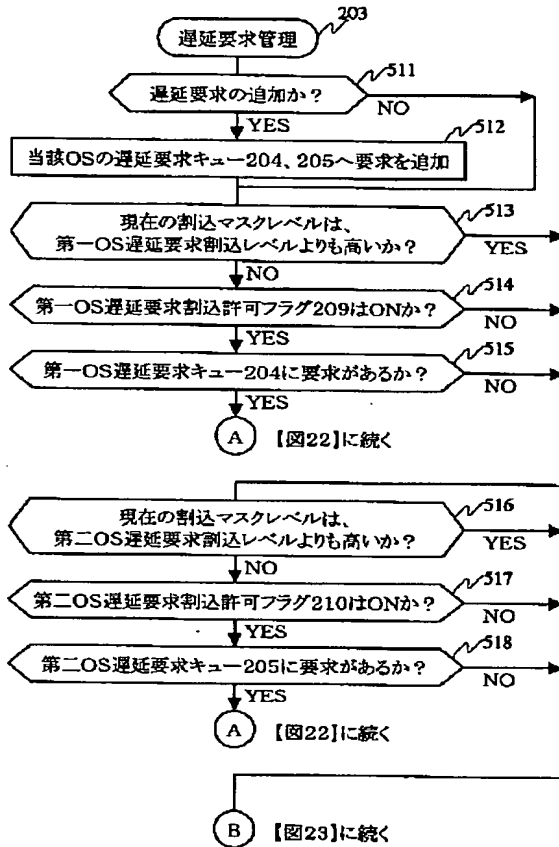 203
遅延要求管理
511
遅延要求の追加か？
NO
YES
512
当該OSの遅延要求キュー204、205へ要求を追加
513
現在の割込マスクレベルは、
第一OS遅延要求割込レベルよりも高いか？
YES
NO
514
第一OS遅延要求割込許可フラグ209はONか？
NO
YES
515
第一OS遅延要求キュー204に要求があるか？
NO
YES
A 【図22】に続く
516
現在の割込マスクレベルは、
第二OS遅延要求割込レベルよりも高いか？
YES
NO
517
第二OS遅延要求割込許可フラグ210はONか？
NO
YES
518
第二OS遅延要求キュー205に要求があるか？
NO
YES
A 【図22】に続く
B 【図23】に続く